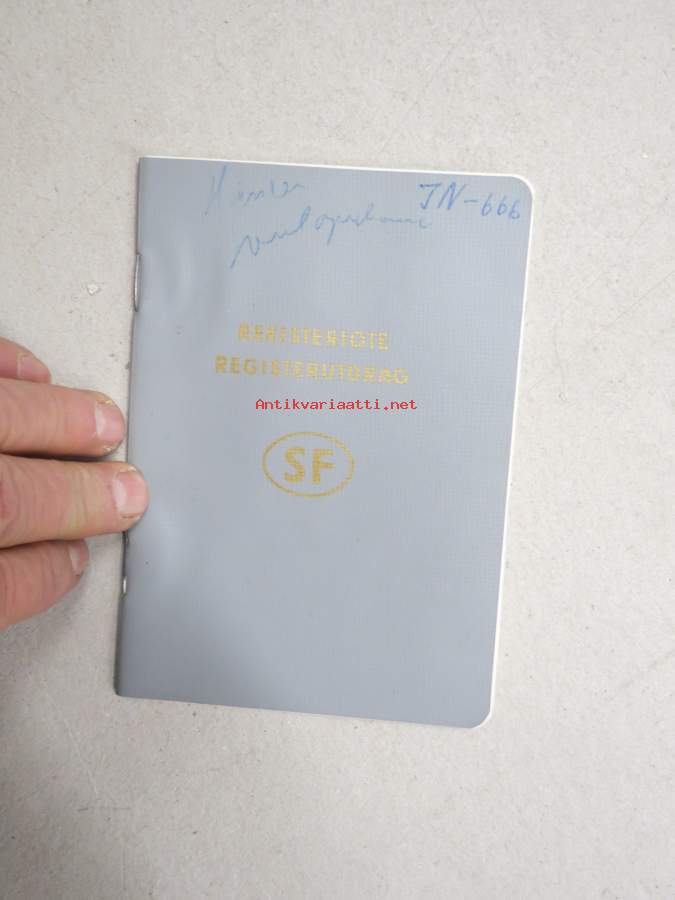 JN-666
REKISTERIOTE
REGISTERUTDRAG
Antikvariaatti.net
SF